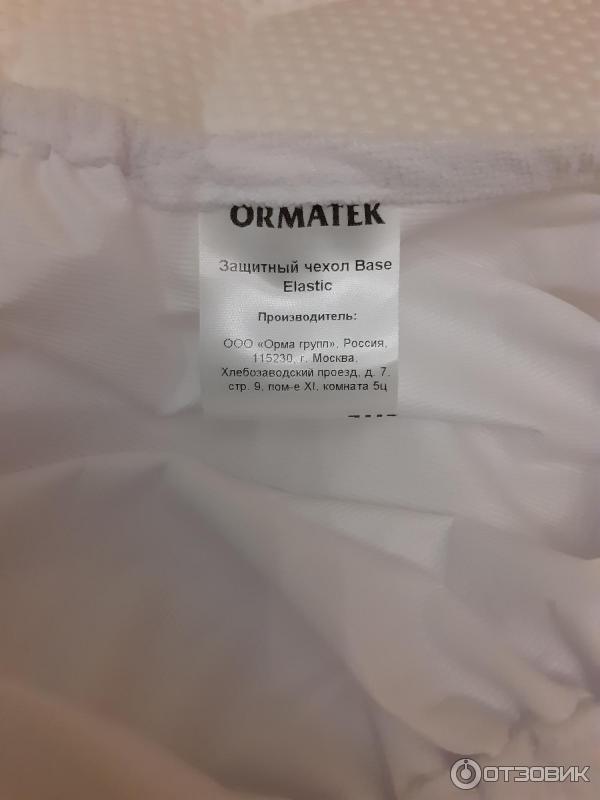 ORMATEK
Защитный чехол Base
Elastic
Производитель:
ООО «Орма групп», Россия,
115230, г. Москва,
Хлебозаводский проезд, д. 7,
стр. 9, пом-е XI, комната 5ц
ОТЗОВИК